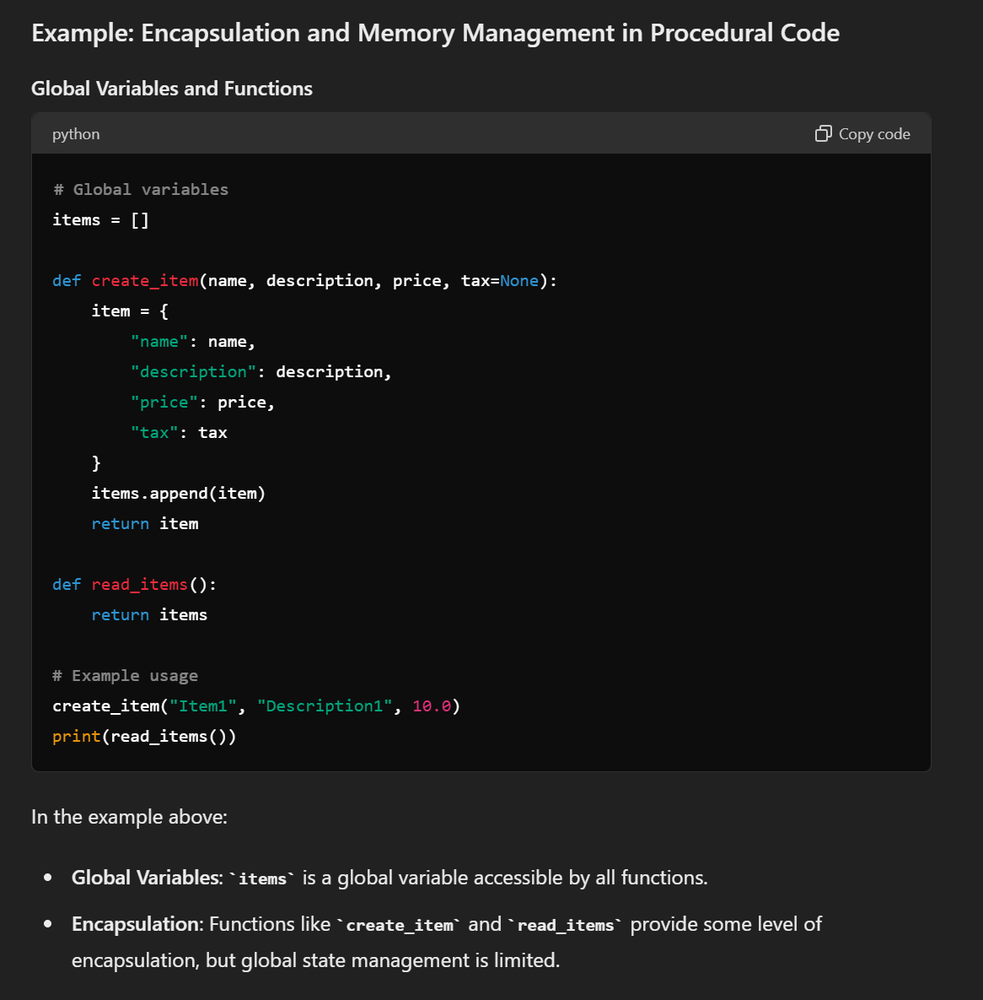 Example: Encapsulation and Memory Management in Procedural Code
Global Variables and Functions
python
Copy code
# Global variables
items = []
def create_item(name, description, price, tax=None):
    item = {
        "name": name,
        "description": description,
        "price": price,
        "tax": tax
    }
    items.append(item)
    return item
def read_items():
    return items
# Example usage
create_item("Item1", "Description1", 10.0)
print(read_items())
In the example above:
• Global Variables: `items` is a global variable accessible by all functions.
• Encapsulation: Functions like `create_item` and `read_items` provide some level of
encapsulation, but global state management is limited.